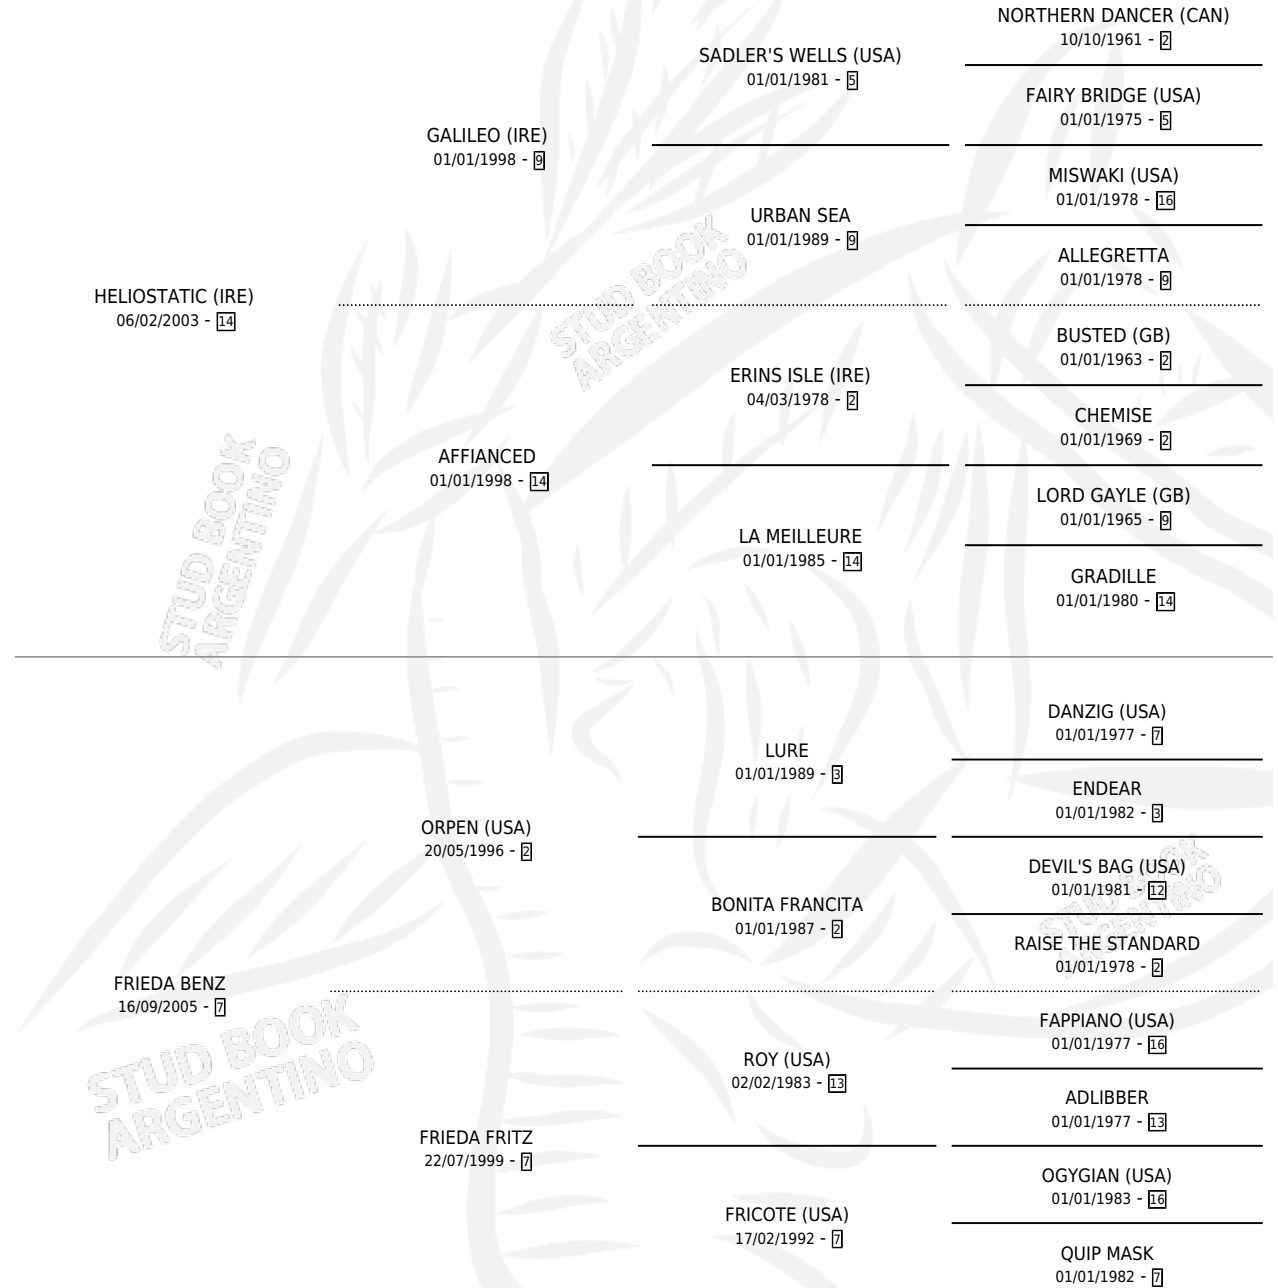 NORTHERN DANCER (CAN)
10/10/1961 - 2
SADLER'S WELLS (USA)
01/01/1981 - 5
FAIRY BRIDGE (USA)
01/01/1975 - 5
GALILEO (IRE)
01/01/1998 - 9
MISWAKI (USA)
01/01/1978 - 16
URBAN SEA
01/01/1989 - 9
ALLEGRETTA
01/01/1978 - 9
HELIOSTATIC (IRE)
06/02/2003 - 14
BUSTED (GB)
01/01/1963 - 2
ERINS ISLE (IRE)
04/03/1978 - 2
CHEMISE
01/01/1969 - 2
AFFIANCED
01/01/1998 - 14
LORD GAYLE (GB)
01/01/1965 - 9
LA MEILLEURE
01/01/1985 - 14
GRADILLE
01/01/1980 - 14
DANZIG (USA)
01/01/1977 - 7
LURE
01/01/1989 - 3
ENDEAR
01/01/1982 - 3
ORPEN (USA)
20/05/1996 - 2
DEVIL'S BAG (USA)
01/01/1981 - 12
BONITA FRANCITA
01/01/1987 - 2
RAISE THE STANDARD
01/01/1978 - 2
FRIEDA BENZ
16/09/2005 - 7
FAPPIANO (USA)
01/01/1977 - 16
ROY (USA)
02/02/1983 - 13
ADLIBBER
01/01/1977 - 13
FRIEDA FRITZ
22/07/1999 - 7
OGYGIAN (USA)
01/01/1983 - 16
FRICOTE (USA)
17/02/1992 - 7
QUIP MASK
01/01/1982 - 7
STUD BOOK
ARGENTINO
STUD BOOK
ARGENTINO
STUD BOOK
ARGENTINO
STUD BOOK
ARGENTINO